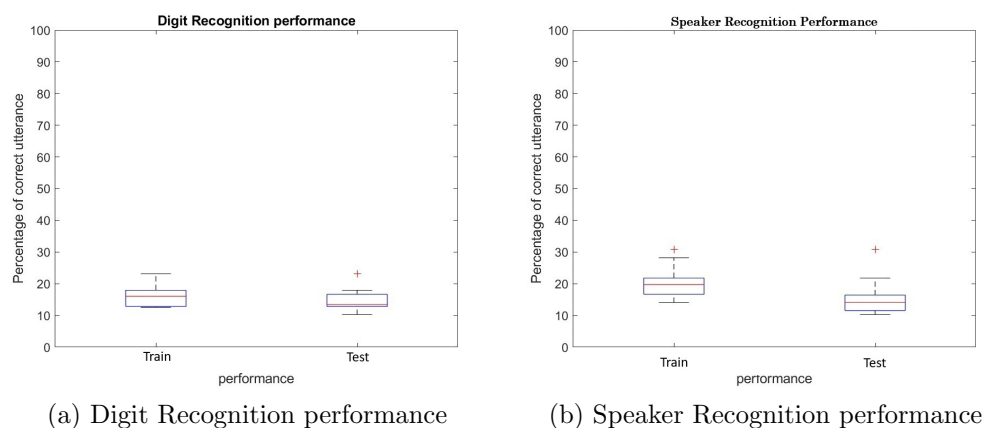 Digit Recognition performance
Percentage of correct utterance
100
90
80
70
60
50
40
30
20
10
0
Train Test
performance
(a) Digit Recognition performance
Speaker Recognition Performance
Percentage of correct utterance
100
90
80
70
60
50
40
30
20
10
0
Train Test
performance
(b) Speaker Recognition performance